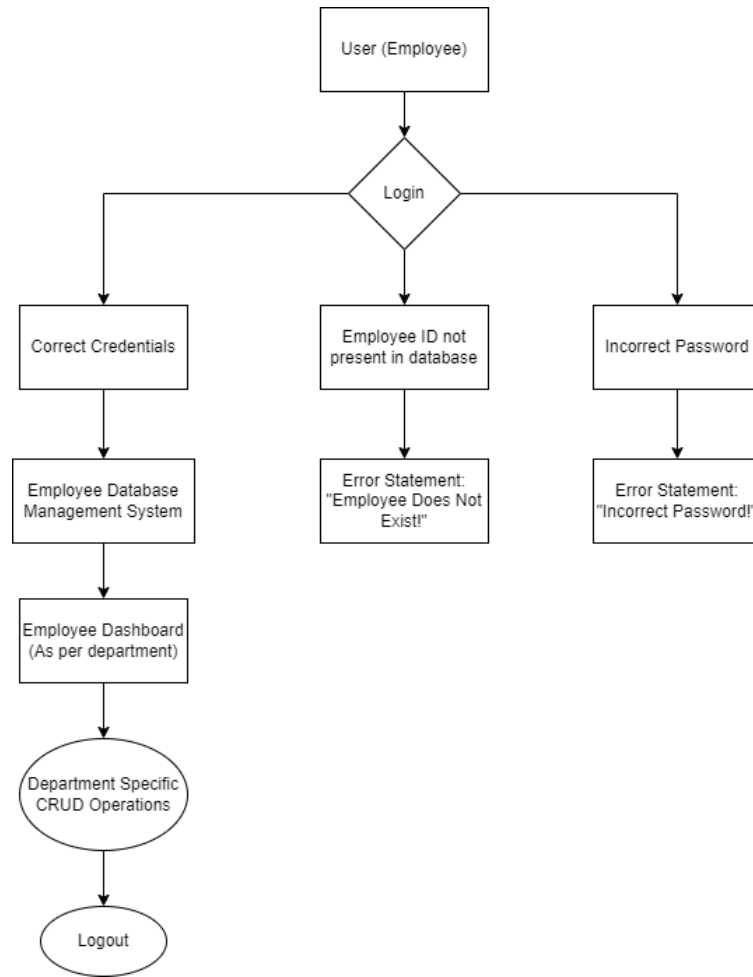 User (Employee)
Login
Correct Credentials
Employee ID not
present in database
Incorrect Password
Employee Database
Management System
Error Statement:
"Employee Does Not
Exist!"
Error Statement:
"Incorrect Password!"
Employee Dashboard
(As per department)
Department Specific
CRUD Operations
Logout